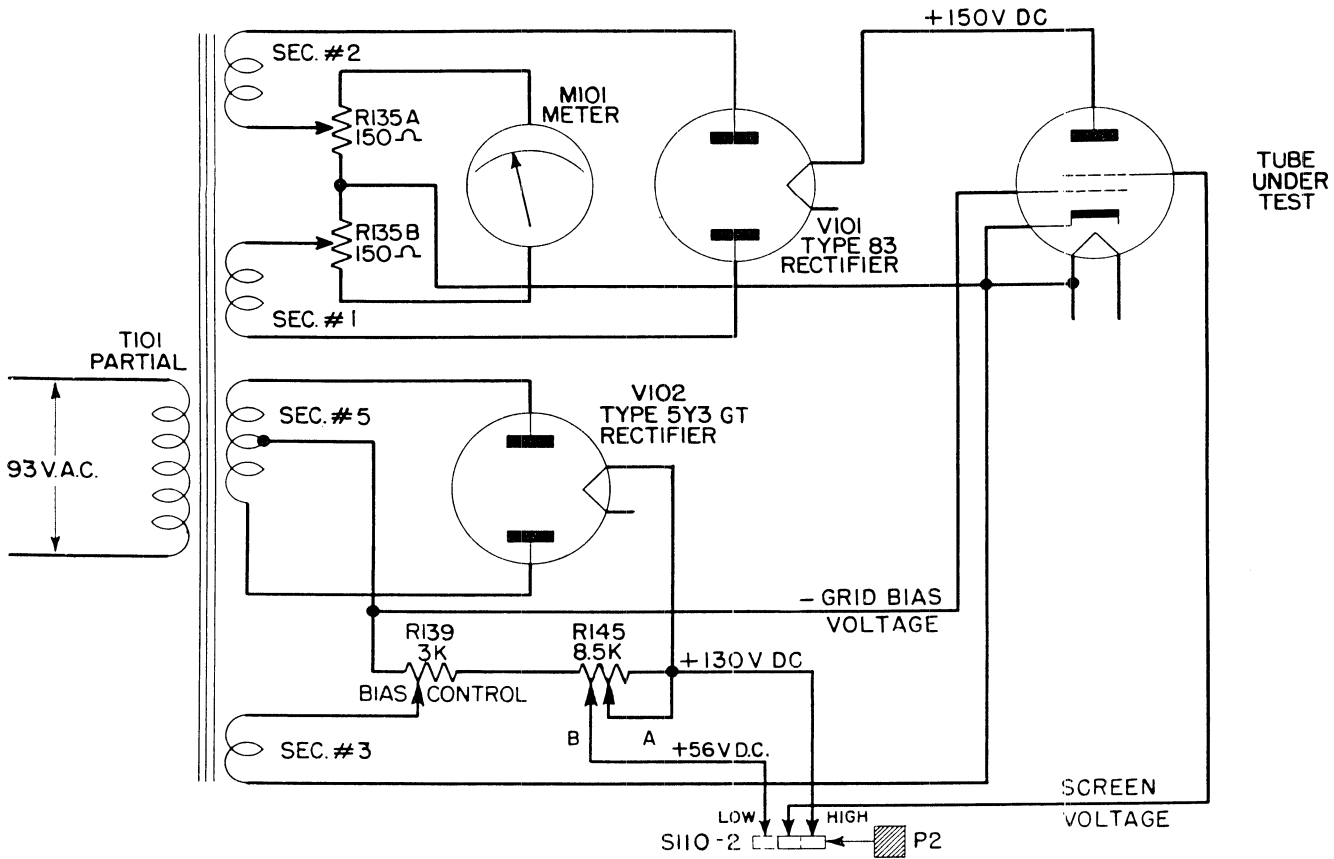 +150V DC
SEC. #2
M101
METER
R135A
150Ω
TUBE
UNDER
TEST
R135B
150Ω
V101
TYPE 83
RECTIFIER
SEC. #1
T101
PARTIAL
V102
TYPE 5Y3 GT
RECTIFIER
SEC. #5
93 V.A.C.
-GRID BIAS
VOLTAGE
R139
3K
R145
8.5K
+130V DC
BIAS CONTROL
SEC. #3
B
A
+56V D.C.
SCREEN
VOLTAGE
LOW
HIGH
S110-2
P2